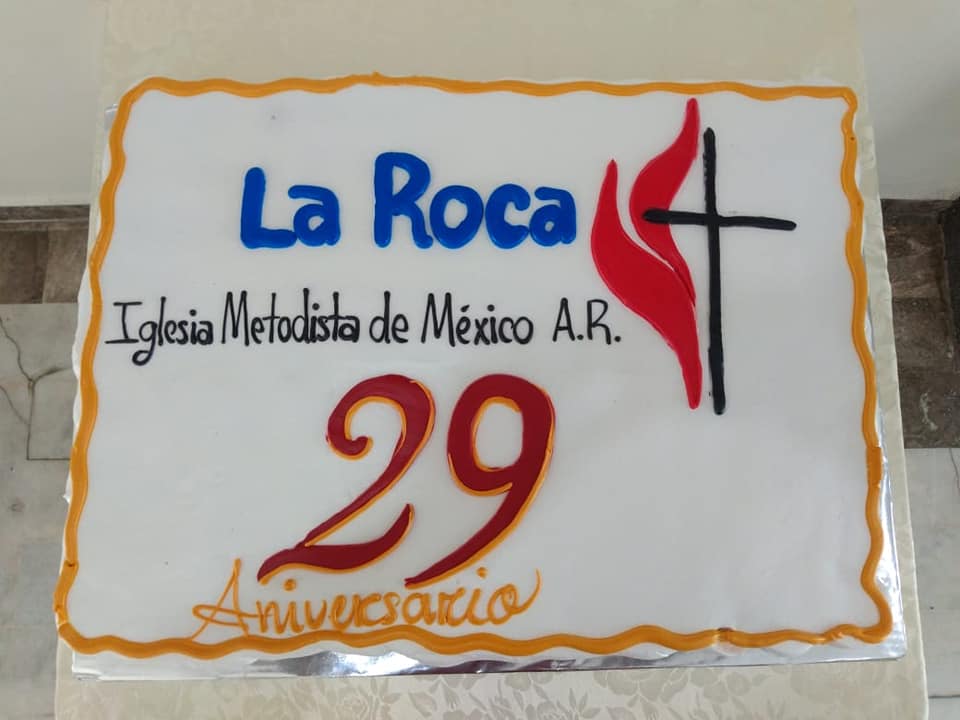 La Roca
Iglesia Metodista de México A.R.
29
Aniversario